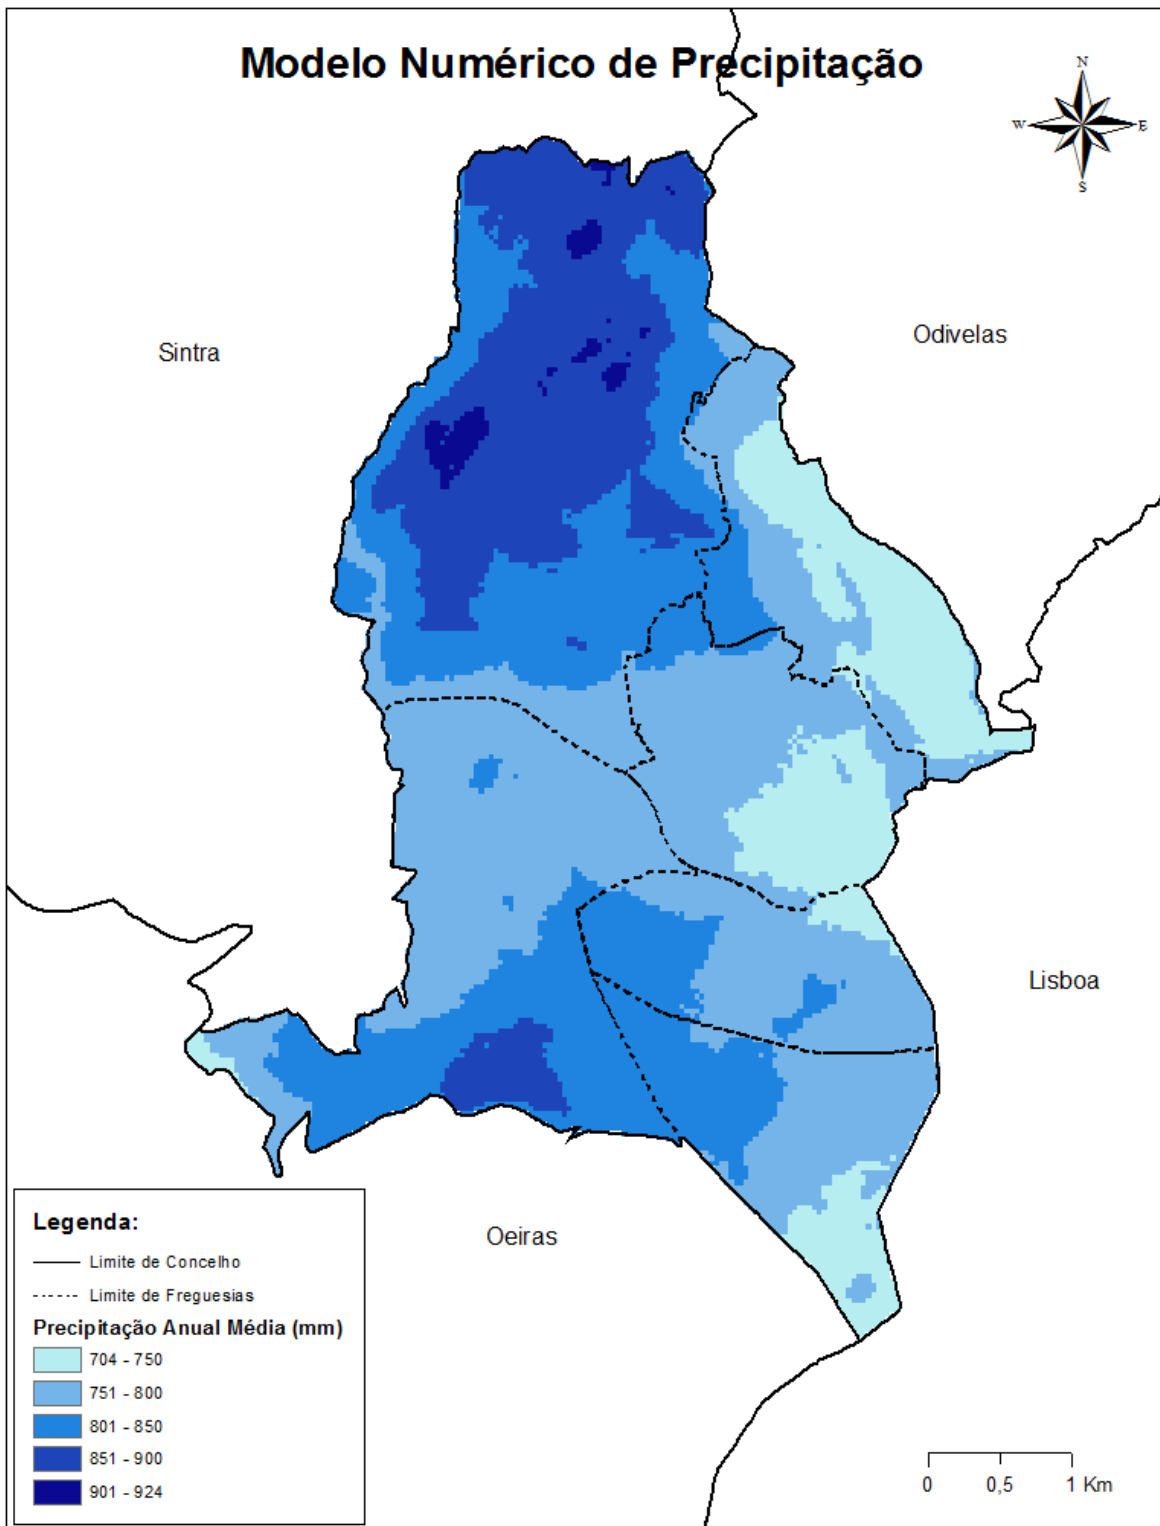 Modelo Numérico de Precipitação
N
W
E
S
Sintra
Odivelas
Lisboa
Oeiras
Legenda:
Limite de Concelho
Limite de Freguesias
Precipitação Anual Média (mm)
704 - 750
751 - 800
801 - 850
851 - 900
901 - 924
0 0,5 1 Km